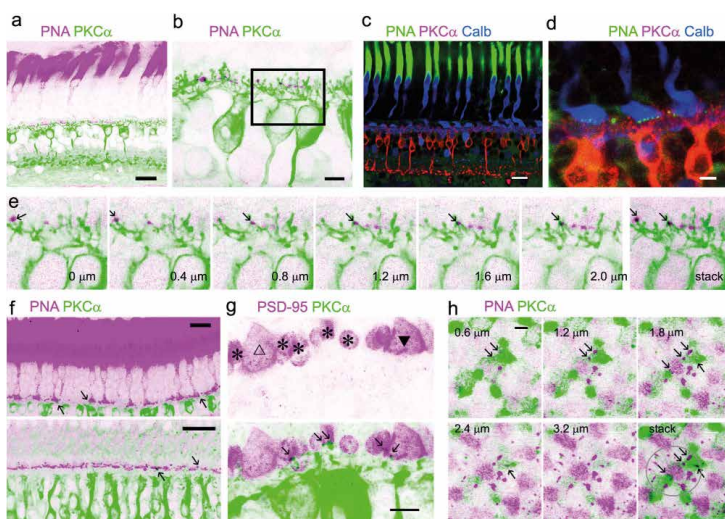 a PNA PKCα
b PKCα
c PNA PKCα Calb
d PNA PKCα Calb
e 0 μm 0.4 μm 0.8 μm 1.2 μm 1.6 μm 2.0 μm stack
f PNA PKCα
g PSD-95 PKCα
h PNA PKCα
0.6 μm 1.2 μm 1.8 μm
2.4 μm 3.2 μm stack